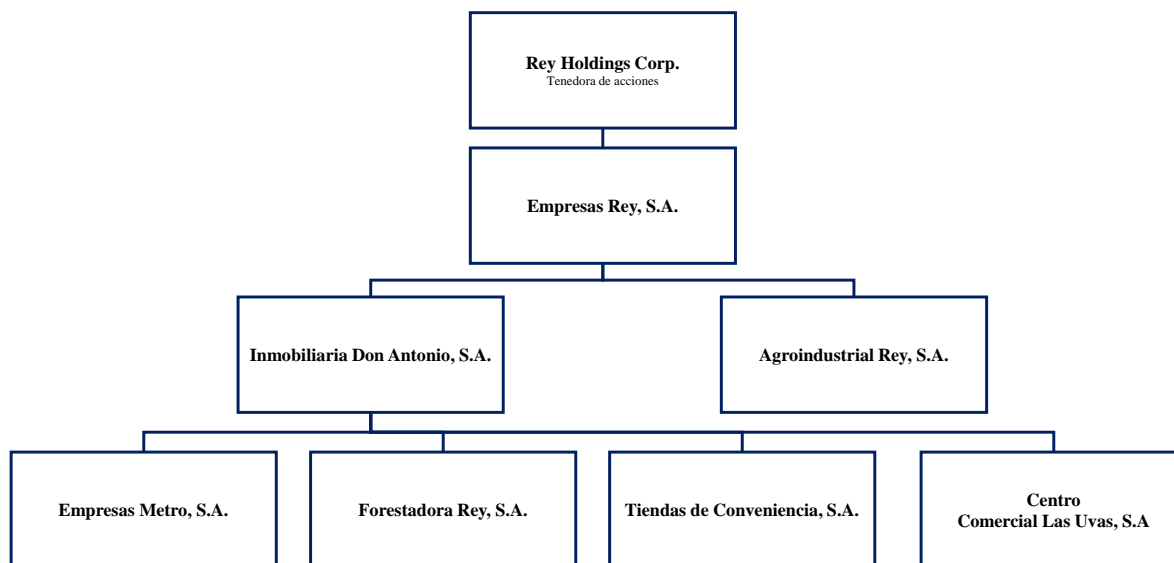 Rey Holdings Corp.
Tenedora de acciones
Empresas Rey, S.A.
Inmobiliaria Don Antonio, S.A.
Agroindustrial Rey, S.A.
Empresas Metro, S.A.
Forestadora Rey, S.A.
Tiendas de Conveniencia, S.A.
Centro
Comercial Las Uvas, S.A